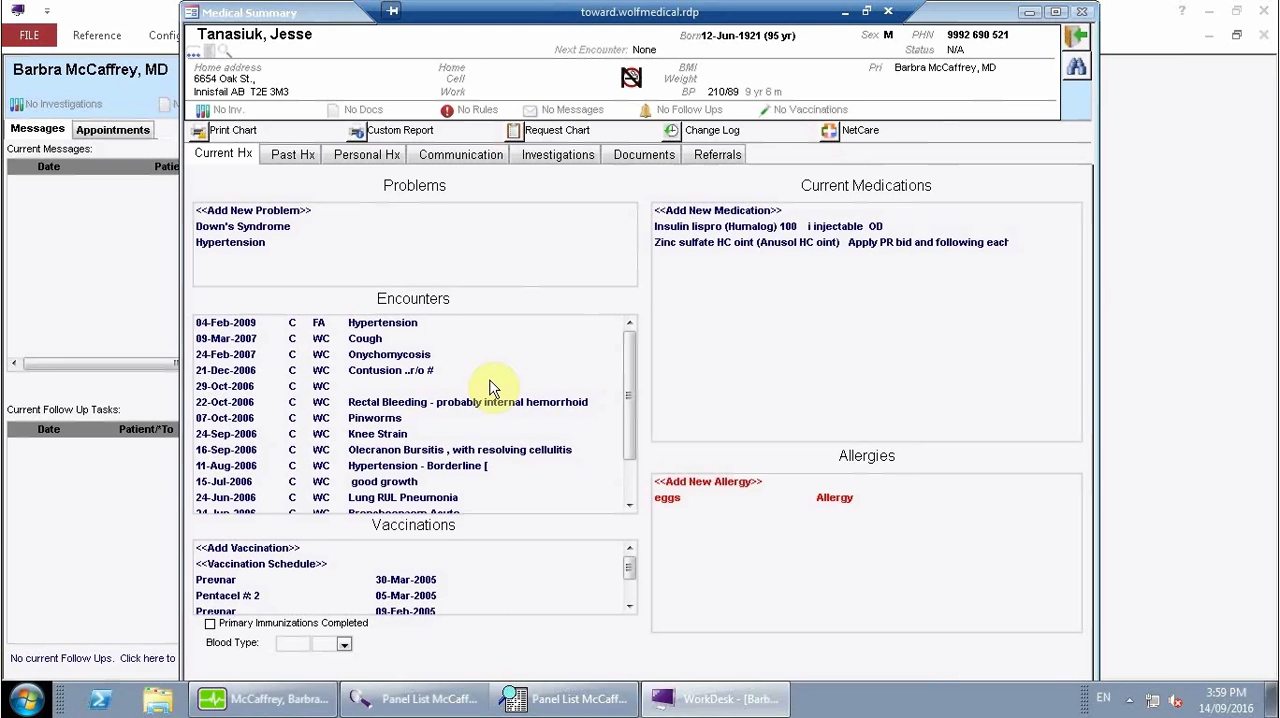 Medical Summary
toward.wolfmedical.rdp
FILE
Reference
Config
Tanasiuk, Jesse
Born 12-Jun-1921 (95 yr)
Sex M
PHN 9992 690 521
Next Encounter: None
Status N/A
Barbra McCaffrey, MD
Home address
6654 Oak St.,
Innisfail AB T2E 3M3
Home
Cell
Work
BMI
Weight
BP 210/89 9 yr 6 m
Pri Barbra McCaffrey, MD
No Investigations
N
No Inv.
No Docs
No Rules
No Messages
No Follow Ups
No Vaccinations
Messages
Appointments
Print Chart
Custom Report
Request Chart
Change Log
NetCare
Current Messages:
Current Hx
Past Hx
Personal Hx
Communication
Investigations
Documents
Referrals
Date
Patie
Problems
<<Add New Problem>>
Down's Syndrome
Hypertension
Current Medications
<<Add New Medication>>
Insulin lispro (Humalog) 100 i injectable OD
Zinc sulfate HC oint (Anusol HC oint) Apply PR bid and following each
Encounters
04-Feb-2009 C FA Hypertension
09-Mar-2007 C WC Cough
24-Feb-2007 C WC Onychomycosis
21-Dec-2006 C WC Contusion ..r/o #
29-Oct-2006 C WC
22-Oct-2006 C WC Rectal Bleeding - probably internal hemorrhoid
07-Oct-2006 C WC Pinworms
24-Sep-2006 C WC Knee Strain
16-Sep-2006 C WC Olecranon Bursitis , with resolving cellulitis
11-Aug-2006 C WC Hypertension - Borderline [
15-Jul-2006 C WC good growth
24-Jun-2006 C WC Lung RUL Pneumonia
24-Jun-2006 C WC
Current Follow Up Tasks:
Date
Patient/*To
Allergies
<<Add New Allergy>>
eggs Allergy
Vaccinations
<<Add Vaccination>>
<<Vaccination Schedule>>
Prevnar 30-Mar-2005
Pentacel #: 2 05-Mar-2005
Prevnar 09-Feb-2005
Primary Immunizations Completed
Blood Type:
No current Follow Ups. Click here to
McCaffrey, Barbra...
Panel List McCaff...
Panel List McCaff...
WorkDesk - [Barb...
EN
3:59 PM
14/09/2016